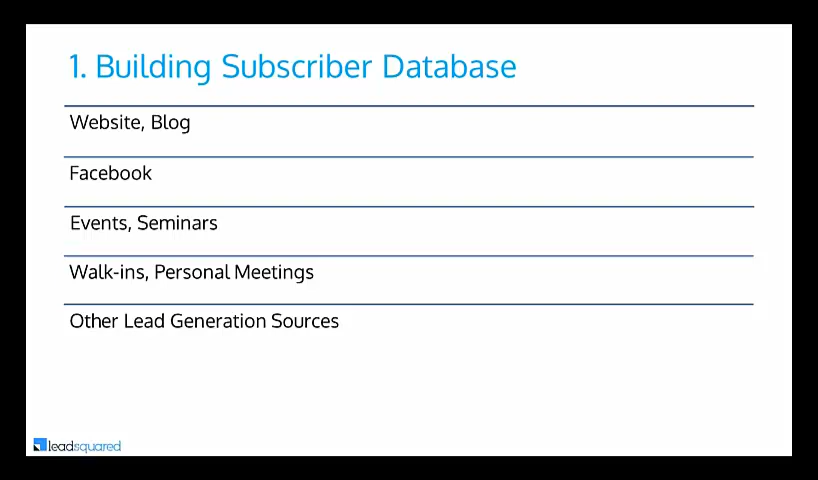 1. Building Subscriber Database
Website, Blog
Facebook
Events, Seminars
Walk-ins, Personal Meetings
Other Lead Generation Sources
leadsquared